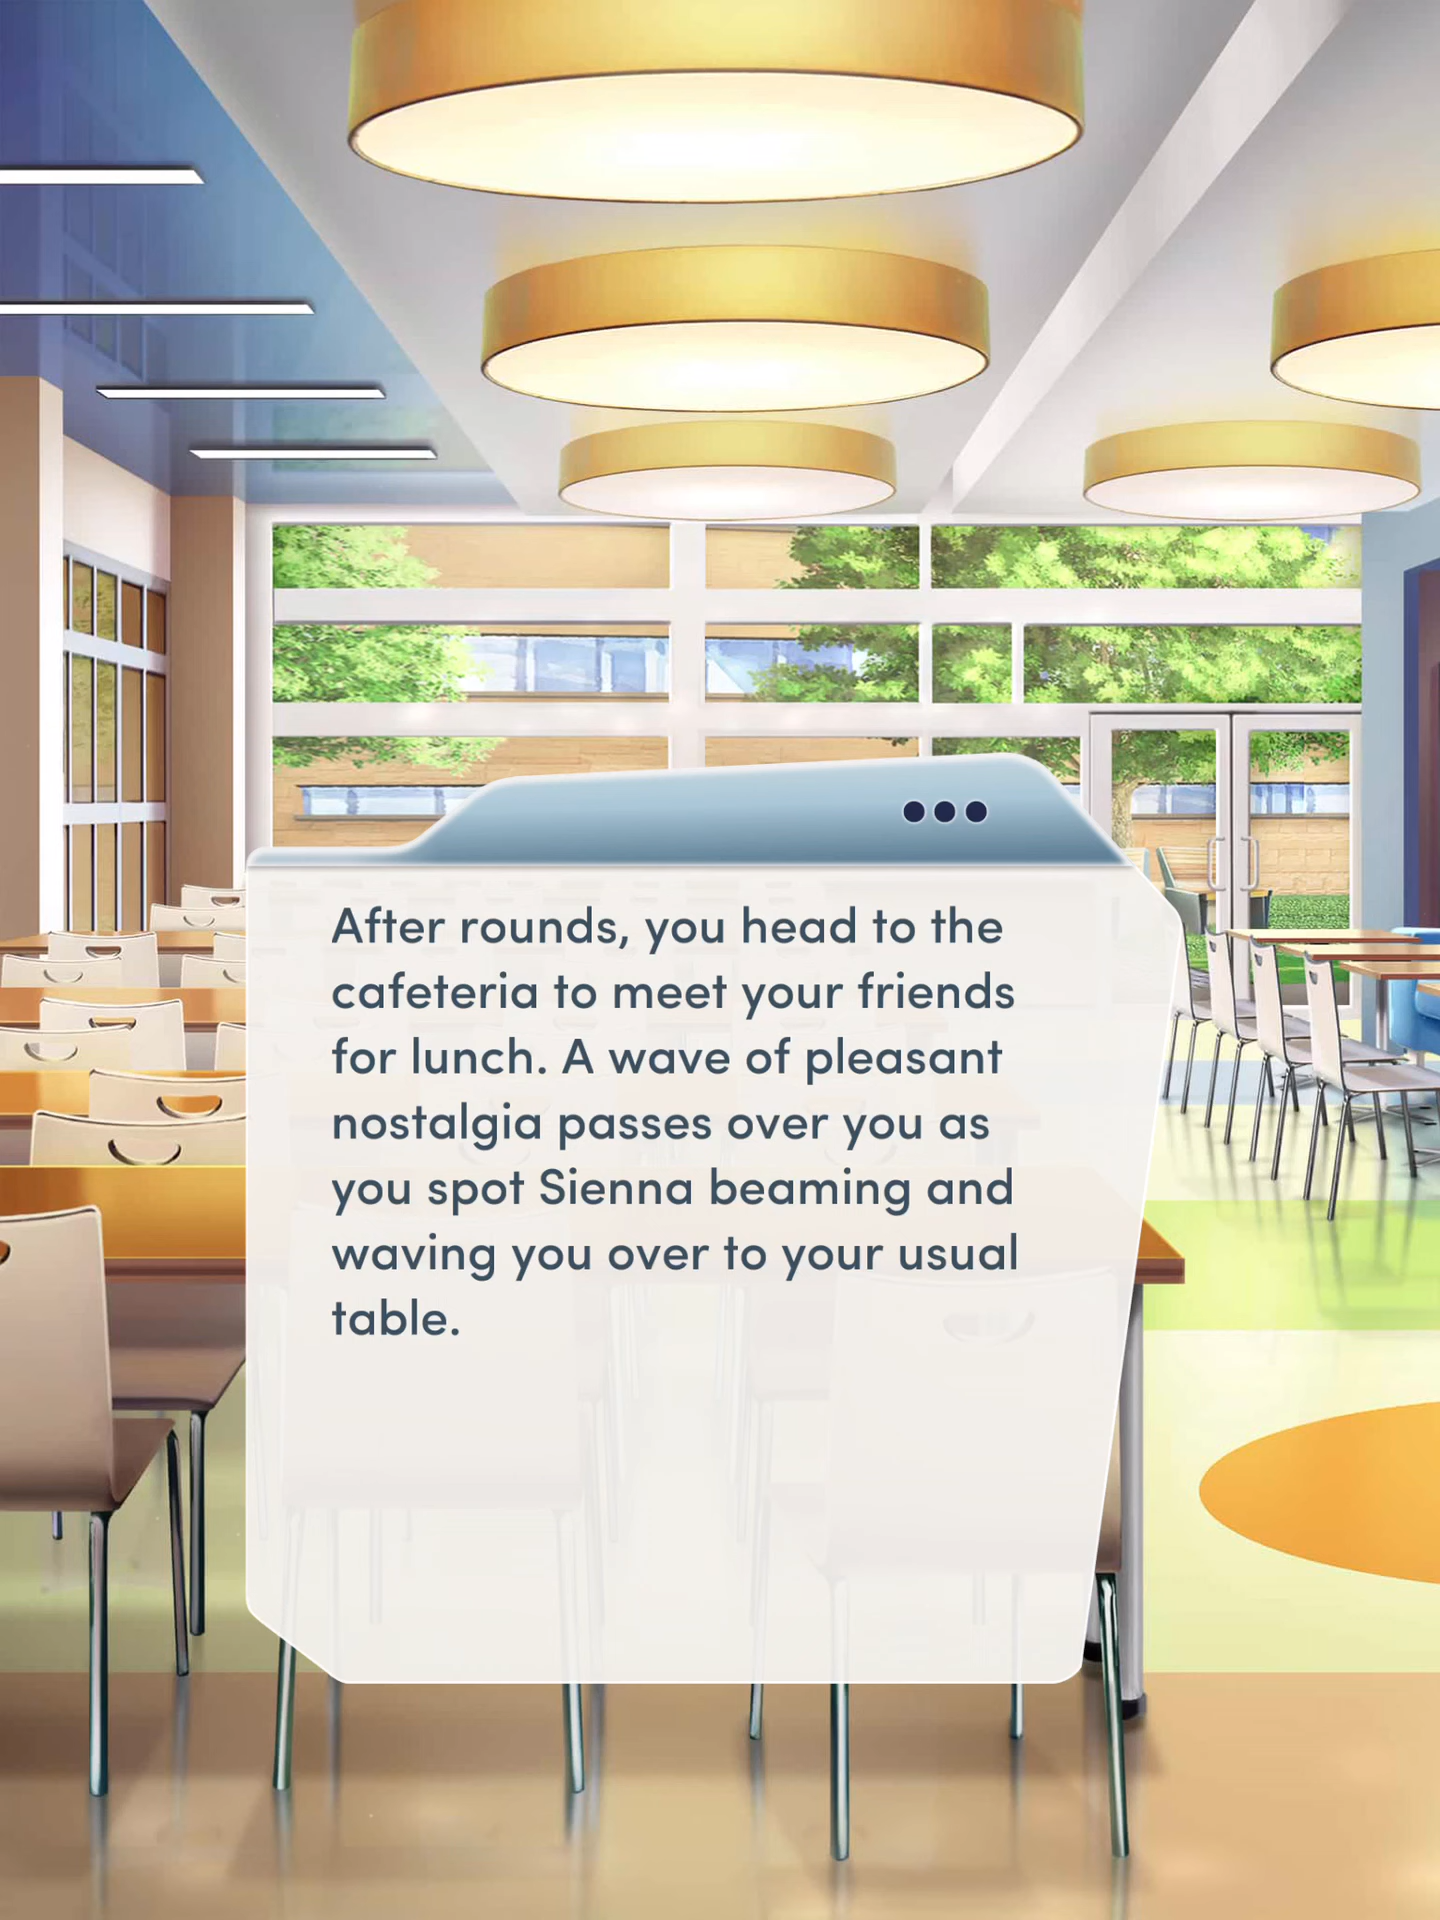 After rounds, you head to the
cafeteria to meet your friends
for lunch. A wave of pleasant
nostalgia passes over you as
you spot Sienna beaming and
waving you over to your usual
table.